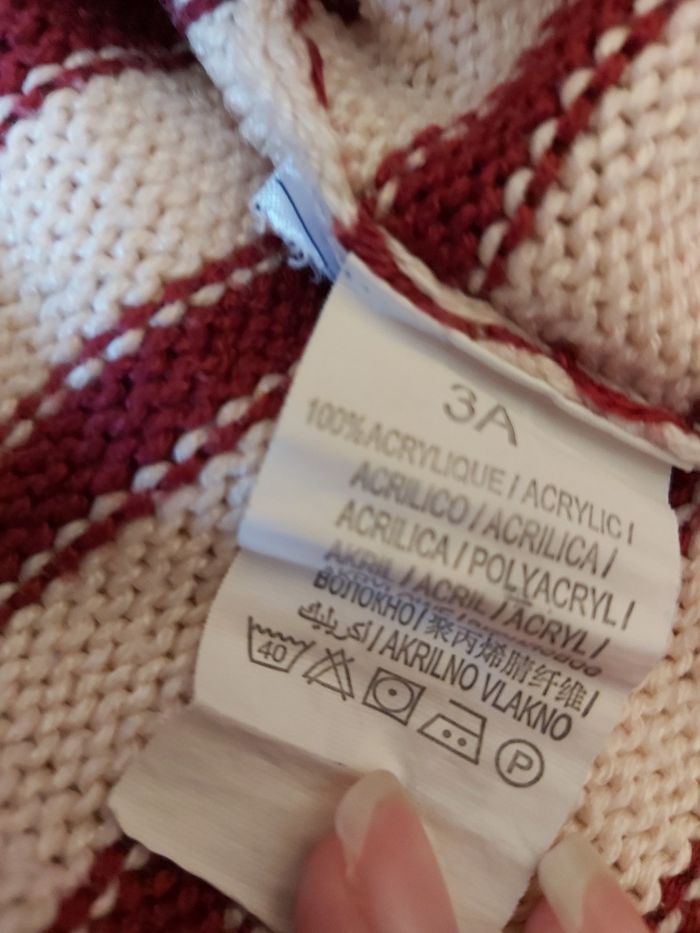 3A
100% ACRYLIQUE / ACRYLIC /
ACRILICO / ACRILICA /
ACRILICA / POLYACRYL /
AKRIL / ACRIL / ACRYL /
ВОЛОКНО / 聚丙烯腈纤维 /
أكريليك / AKRILNO VLAKNO
40
P